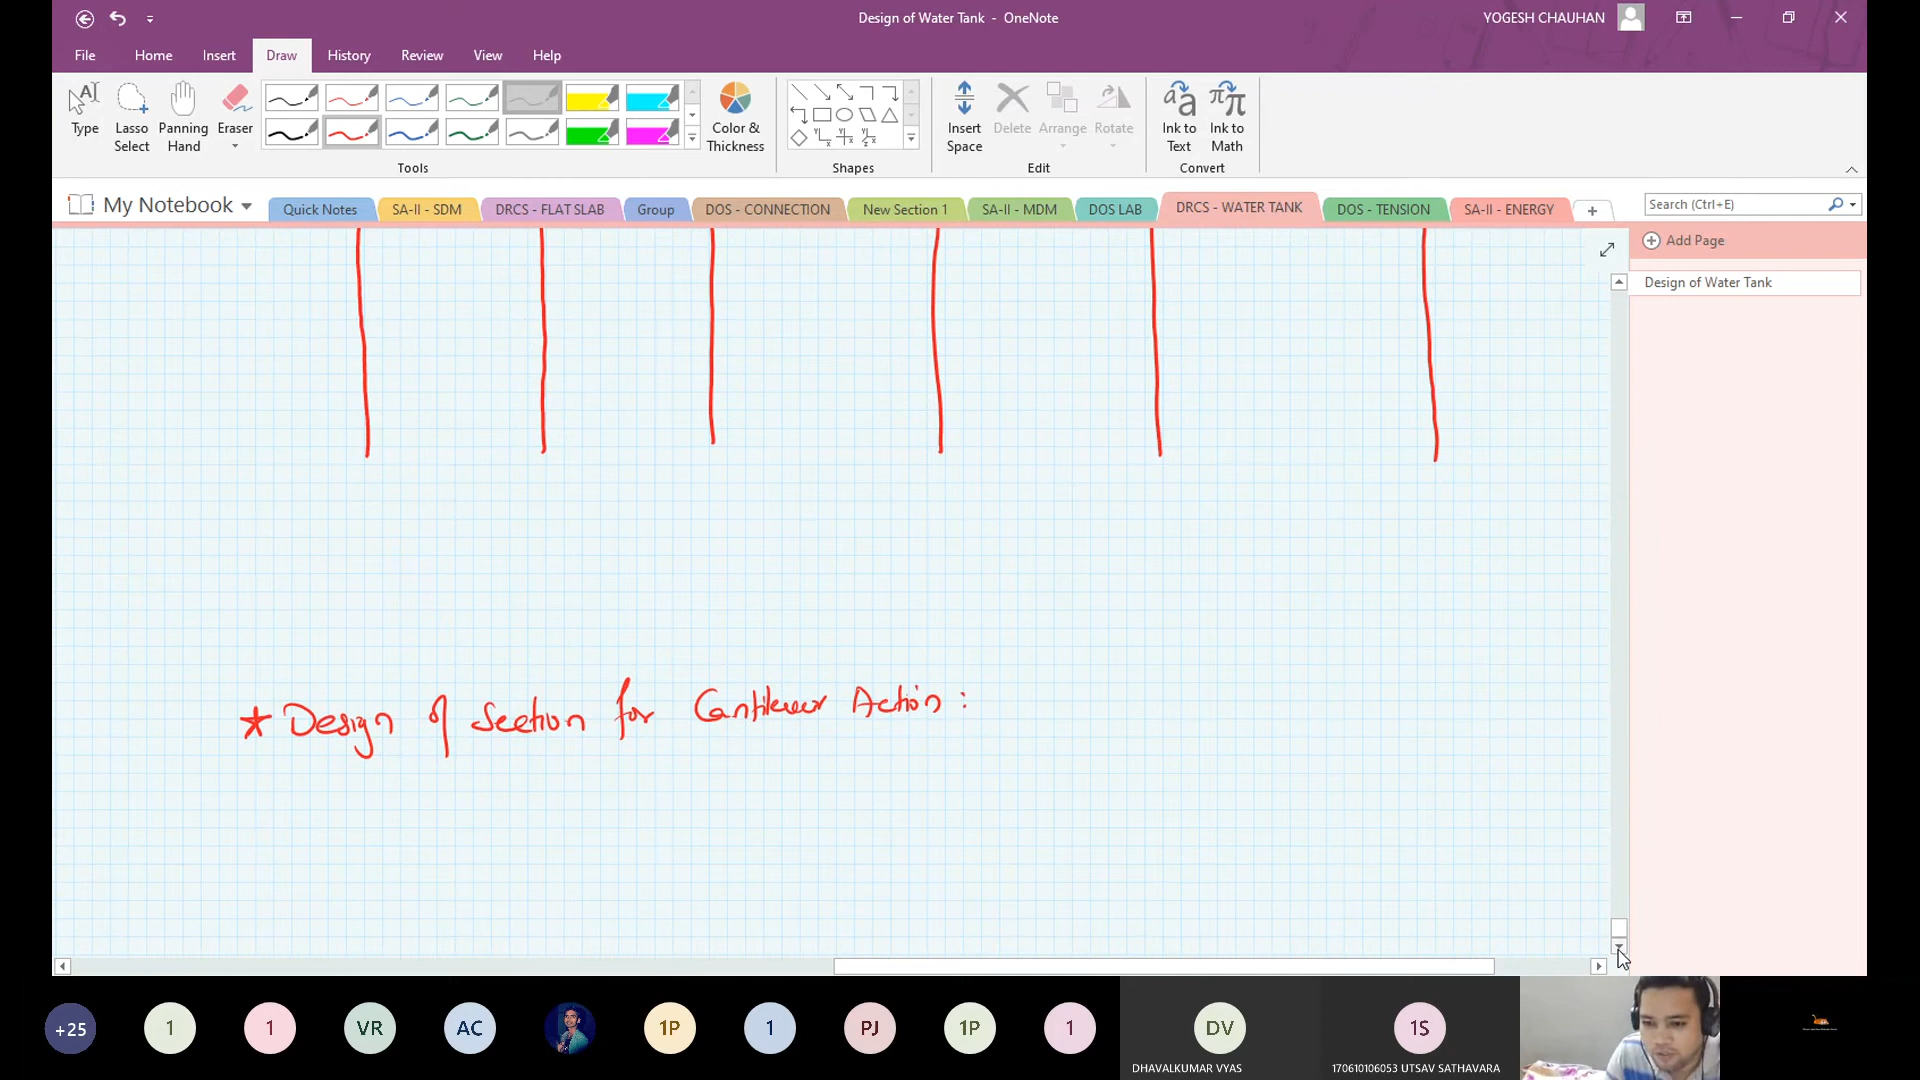 Design of Water Tank - OneNote
YOGESH CHAUHAN
File Home Insert Draw History Review View Help
Type
Lasso Select
Panning Hand
Eraser
Color & Thickness
Insert Space
Delete
Arrange
Rotate
Ink to Text
Ink to Math
Tools Shapes Edit Convert
My Notebook
Quick Notes SA-II - SDM DRCS - FLAT SLAB Group DOS - CONNECTION New Section 1 SA-II - MDM DOS LAB DRCS - WATER TANK DOS - TENSION SA-II - ENERGY
Search (Ctrl+E)
Add Page
Design of Water Tank
★ Design of Section for Cantilever Action :
+25 1 1 VR AC 1P 1 PJ 1P 1 DV 1S
DHAVALKUMAR VYAS
170610106053 UTSAV SATHAVARA